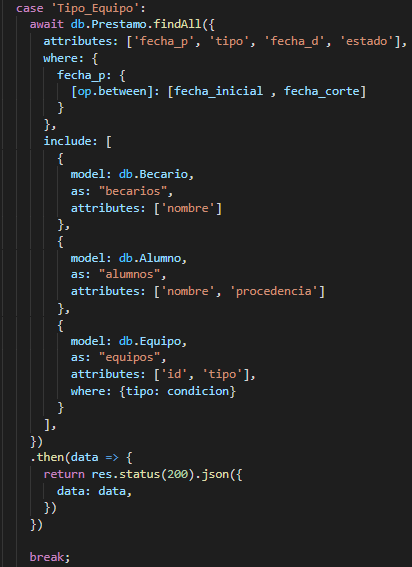 case 'Tipo_Equipo':
  await db.Prestamo.findAll({
    attributes: ['fecha_p', 'tipo', 'fecha_d', 'estado'],
    where: {
      fecha_p: {
        [op.between]: [fecha_inicial , fecha_corte]
      }
    },
    include: [
      {
        model: db.Becario,
        as: "becarios",
        attributes: ['nombre']
      },
      {
        model: db.Alumno,
        as: "alumnos",
        attributes: ['nombre', 'procedencia']
      },
      {
        model: db.Equipo,
        as: "equipos",
        attributes: ['id', 'tipo'],
        where: {tipo: condicion}
      }
    ],
  })
  .then(data => {
    return res.status(200).json({
      data: data,
    })
  })

  break;